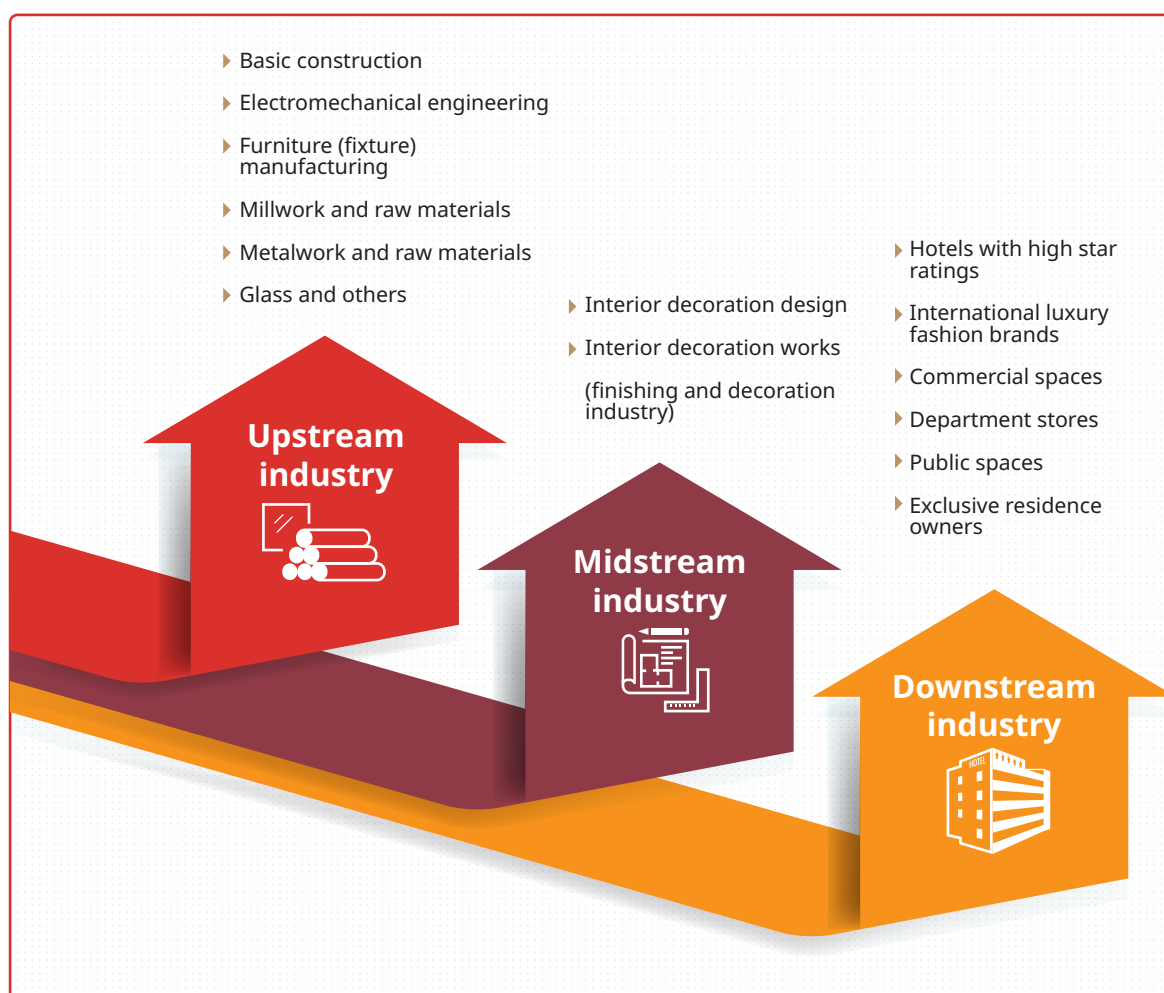 Basic construction
Electromechanical engineering
Furniture (fixture)
manufacturing
Millwork and raw materials
Metalwork and raw materials
Glass and others
Upstream
industry
Interior decoration design
Interior decoration works
(finishing and decoration
industry)
Midstream
industry
Hotels with high star
ratings
International luxury
fashion brands
Commercial spaces
Department stores
Public spaces
Exclusive residence
owners
Downstream
industry
HOTEL